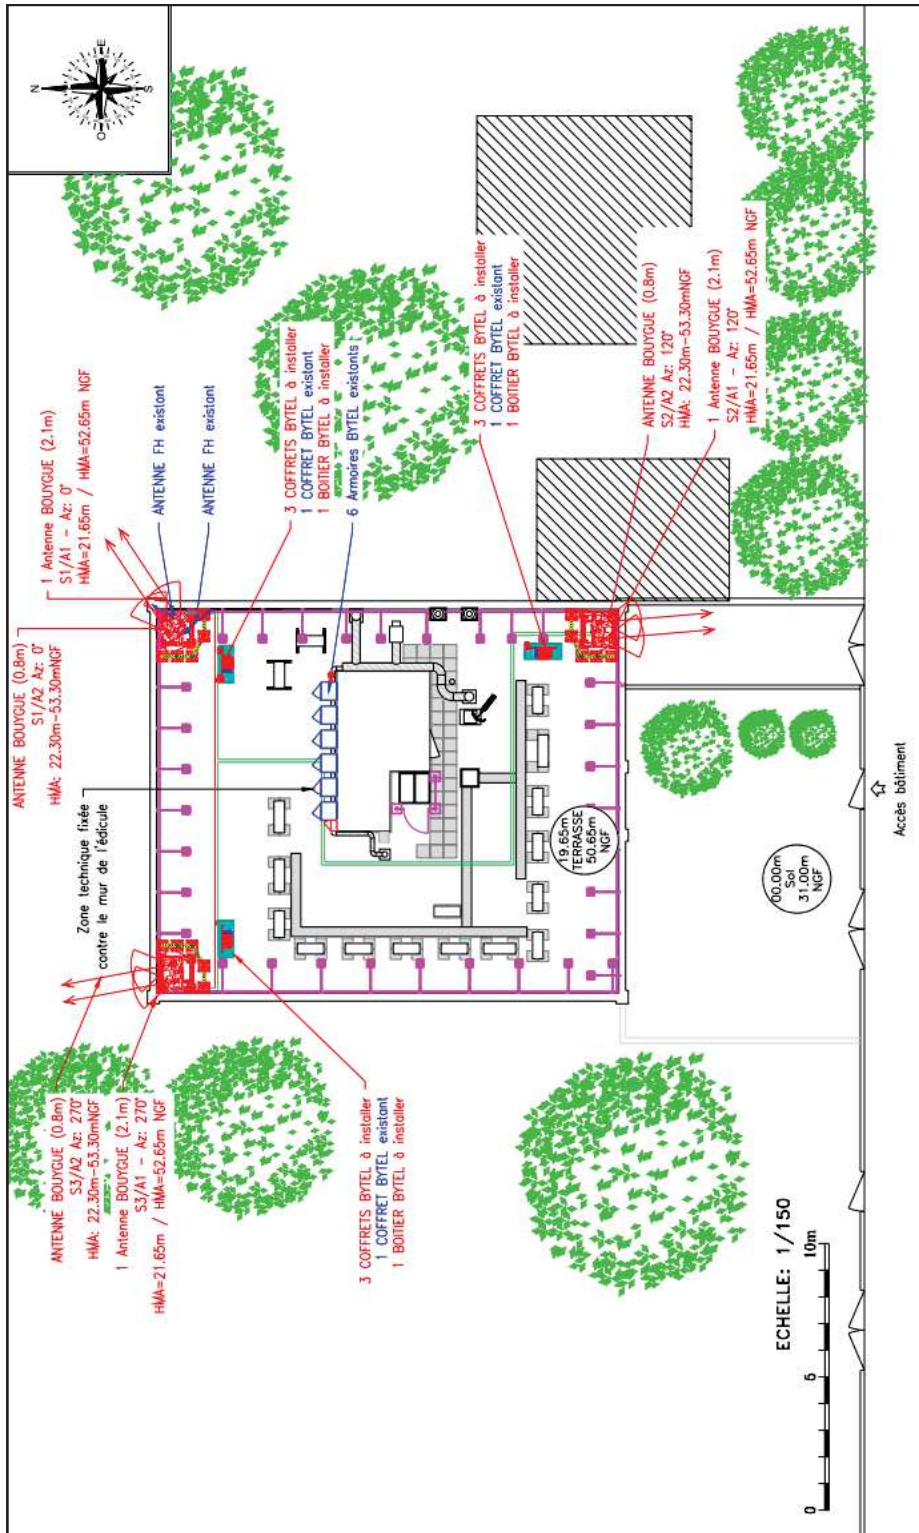 N
E
S
O
1 Antenne BOUYGUE (2.1m)
S1/A1 - Az: 0°
HMA=21.65m / HMA=52.65m NGF
ANTENNE FH existant
ANTENNE FH existant
ANTENNE BOUYGUE (0.8m)
S1/A2 Az: 0°
HMA: 22.30m-53.30mNGF
3 COFFRETS BYTEL à installer
1 COFFRET BYTEL existant
1 BOITIER BYTEL à installer
6 Armoires BYTEL existants
Zone technique fixée
contre le mur de l'édicule
ANTENNE BOUYGUE (0.8m)
S3/A2 Az: 270°
HMA: 22.30m-53.30mNGF
1 Antenne BOUYGUE (2.1m)
S3/A1 - Az: 270°
HMA=21.65m / HMA=52.65m NGF
3 COFFRETS BYTEL à installer
1 COFFRET BYTEL existant
1 BOITIER BYTEL à installer
3 COFFRETS BYTEL à installer
1 COFFRET BYTEL existant
1 BOITIER BYTEL à installer
ANTENNE BOUYGUE (0.8m)
S2/A2 Az: 120°
HMA: 22.30m-53.30mNGF
1 Antenne BOUYGUE (2.1m)
S2/A1 - Az: 120°
HMA=21.65m / HMA=52.65m NGF
19.65m
TERRASSE
50.65m
NGF
00.00m
Sol
31.00m
NGF
Accès bâtiment
ECHELLE: 1/150
0
5
10m